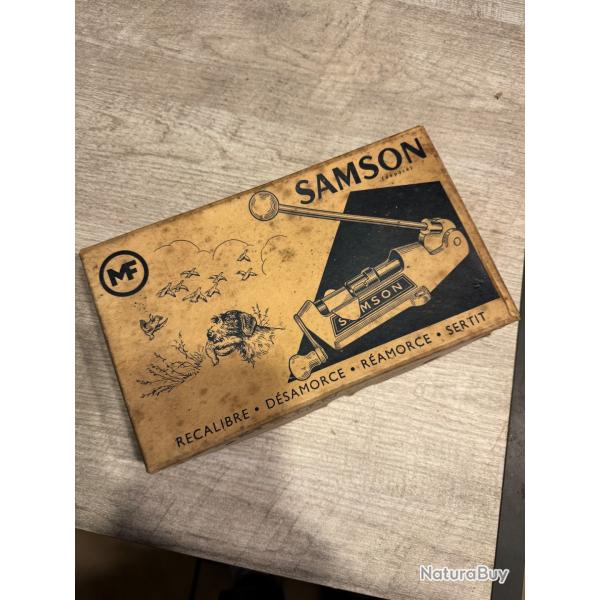 SAMSON
MF
SAMSON
RECALIBRE • DÉSAMORCE • RÉAMORCE • SERTIT
NaturaBuy